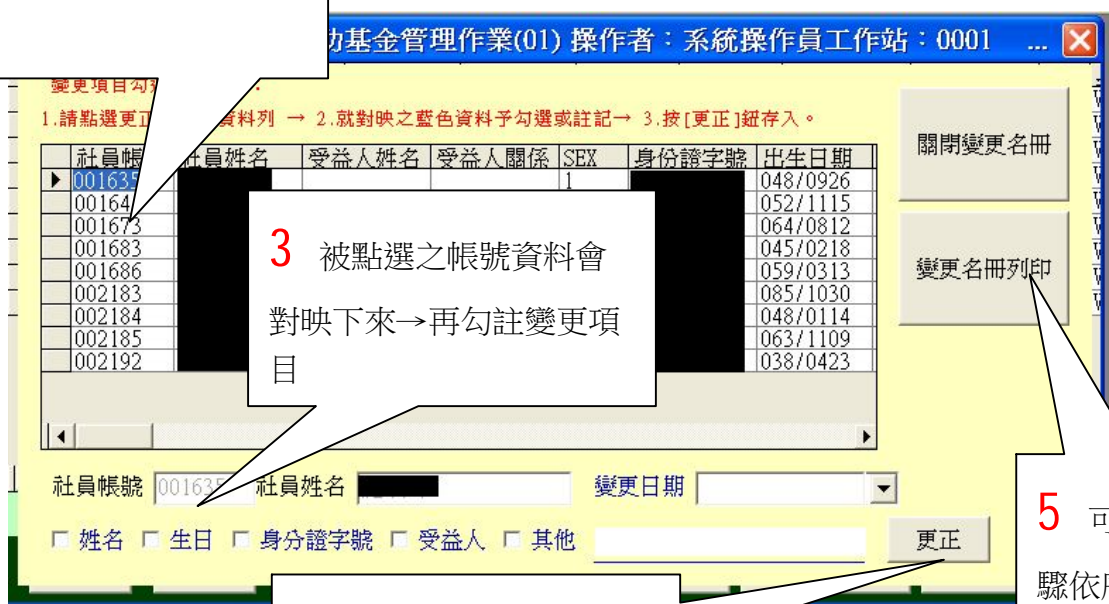 助基金管理作業(01) 操作者：系統操作員工作站：0001 ...
變更項目勾
1.請點選更正 資料列 → 2.就對映之藍色資料予勾選或註記→ 3.按[更正]鈕存入。
社員帳 社員姓名 受益人姓名 受益人關係 SEX 身份證字號 出生日期
001635 1 048/0926
00164 052/1115
001673 064/0812
001683 045/0218
001686 059/0313
002183 085/1030
002184 048/0114
002185 063/1109
002192 038/0423
關閉變更名冊
變更名冊列印
3 被點選之帳號資料會
對映下來→再勾註變更項
目
社員帳號 001635 社員姓名 變更日期
姓名 生日 身分證字號 受益人 其他 更正
5 可
驟依